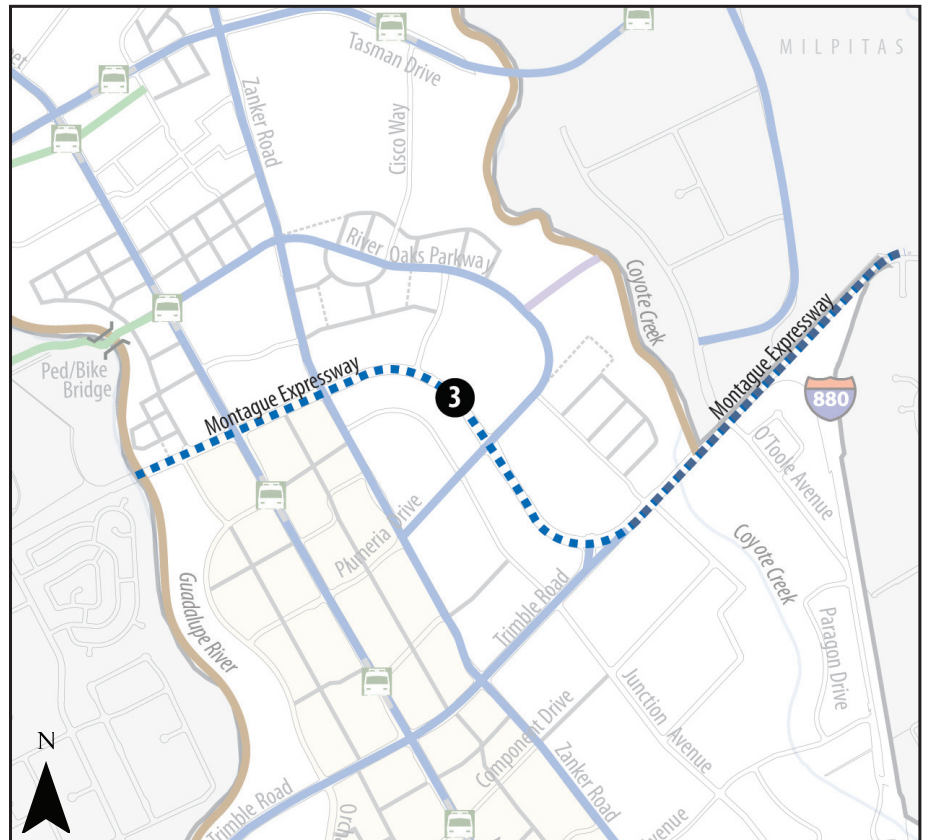 MILPITAS
Tasman Drive
Zanker Road
Cisco Way
River Oaks Parkway
Coyote Creek
Montague Expressway
Ped/Bike
Bridge
Montague Expressway
3
880
O'Toole Avenue
Plumeria Drive
Coyote Creek
Guadalupe River
Trimble Road
Paragon Drive
Junction Avenue
Component Drive
Zanker Road
N
Trimble Road